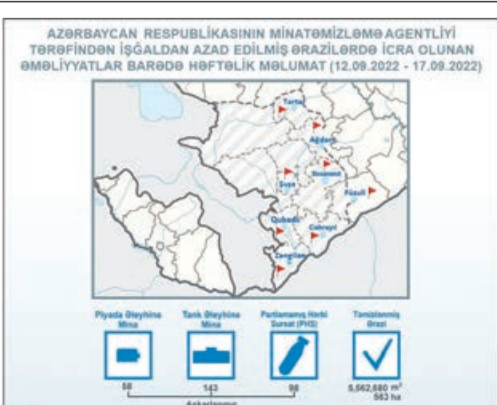 AZƏRBAYCAN RESPUBLİKASININ MİNATƏMİZLƏMƏ AGENTLİYİ
TƏRƏFİNDƏN İŞĞALDAN AZAD EDİLMİŞ ƏRAZİLƏRDƏ İCRA OLUNAN
ƏMƏLİYYATLAR BARƏDƏ HƏFTƏLİK MƏLUMAT (12.09.2022 - 17.09.2022)
Tərtər
Ağdam
Xocavənd
Şuşa
Füzuli
Qubadlı
Cəbrayıl
Zəngilan
Piyada Əleyhinə Mina
Tank Əleyhinə Mina
Partlamamış Hərbi Sursat (PHS)
Təmizlənmiş Ərazi
58
143
98
5,562,680 m²
563 ha
Aşkarlanmış